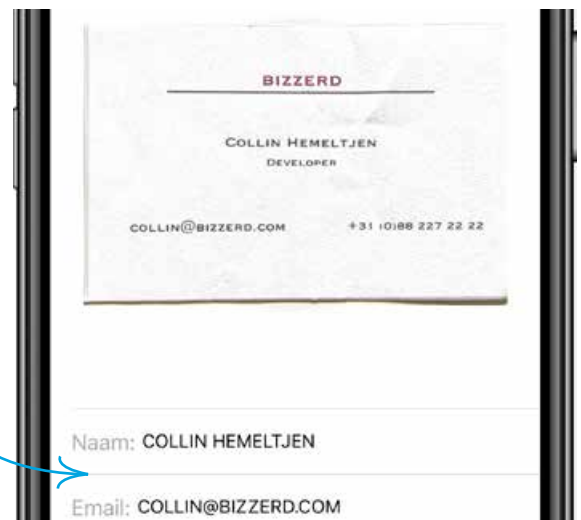 BIZZERD
COLLIN HEMELTJEN
DEVELOPER
COLLIN@BIZZERD.COM +31 (0)88 227 22 22
Naam: COLLIN HEMELTJEN
Email: COLLIN@BIZZERD.COM